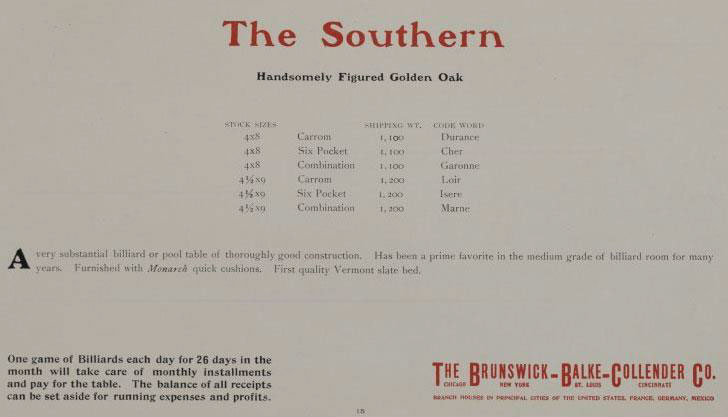 The Southern
Handsomely Figured Golden Oak
STOCK SIZES SHIPPING WT. CODE WORD
4x8 Carrom 1,100 Durance
4x8 Six Pocket 1,100 Cher
4x8 Combination 1,100 Garonne
4½x9 Carrom 1,200 Loir
4½x9 Six Pocket 1,200 Isere
4½x9 Combination 1,200 Marne
A very substantial billiard or pool table of thoroughly good construction. Has been a prime favorite in the medium grade of billiard room for many
years. Furnished with Monarch quick cushions. First quality Vermont slate bed.
One game of Billiards each day for 26 days in the
month will take care of monthly installments
and pay for the table. The balance of all receipts
can be set aside for running expenses and profits.
THE BRUNSWICK-BALKE-COLLENDER CO.
CHICAGO NEW YORK ST. LOUIS CINCINNATI
BRANCH HOUSES IN PRINCIPAL CITIES OF THE UNITED STATES, FRANCE, GERMANY, MEXICO